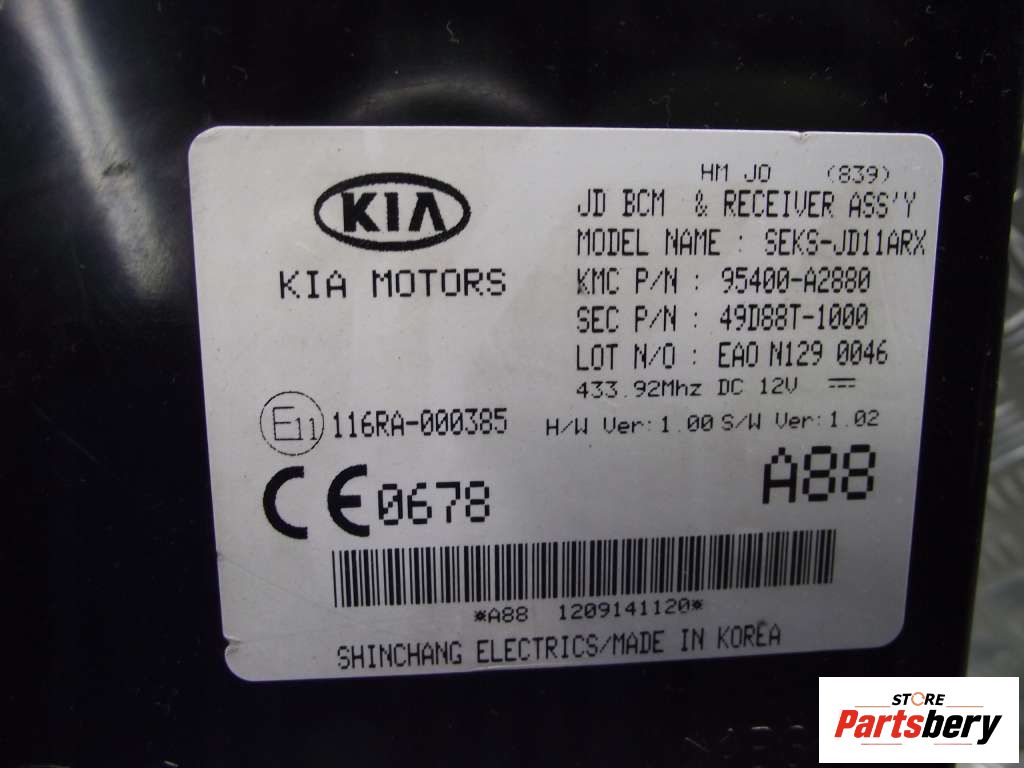 HM JO (839)
KIA
JD BCM & RECEIVER ASS'Y
MODEL NAME : SEKS-JD11ARX
KIA MOTORS
KMC P/N : 95400-A2880
SEC P/N : 49D88T-1000
LOT N/O : EAO N129 0046
433.92Mhz DC 12V
E11 116RA-000385
H/W Ver:1.00 S/W Ver:1.02
A88
CE 0678
*A88 1209141120*
SHINCHANG ELECTRICS/MADE IN KOREA
STORE
Partsbery